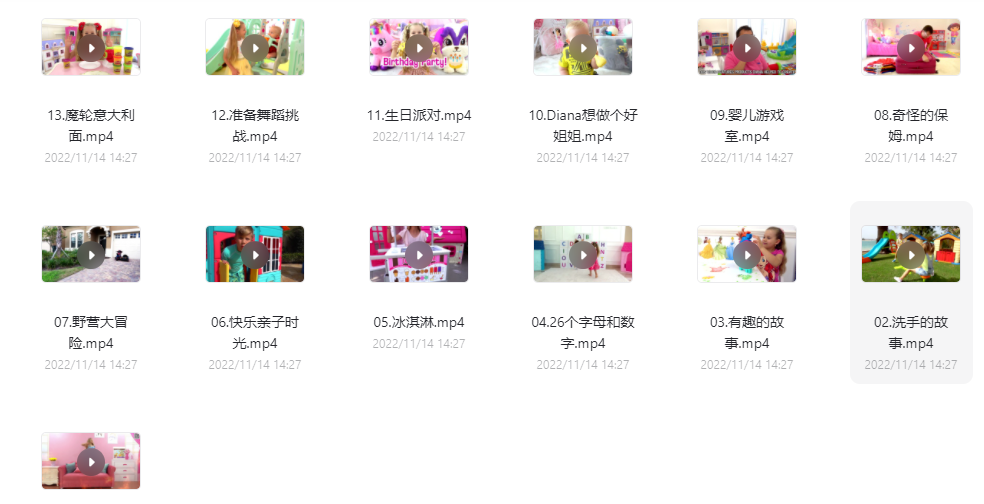 Birthday Party!
13.魔轮意大利
面.mp4
2022/11/14 14:27
12.准备舞蹈挑
战.mp4
2022/11/14 14:27
11.生日派对.mp4
2022/11/14 14:27
10.Diana想做个好
姐姐.mp4
2022/11/14 14:27
09.婴儿游戏
室.mp4
2022/11/14 14:27
08.奇怪的保
姆.mp4
2022/11/14 14:27
07.野营大冒
险.mp4
2022/11/14 14:27
06.快乐亲子时
光.mp4
2022/11/14 14:27
05.冰淇淋.mp4
2022/11/14 14:27
04.26个字母和数
字.mp4
2022/11/14 14:27
03.有趣的故
事.mp4
2022/11/14 14:27
02.洗手的故
事.mp4
2022/11/14 14:27